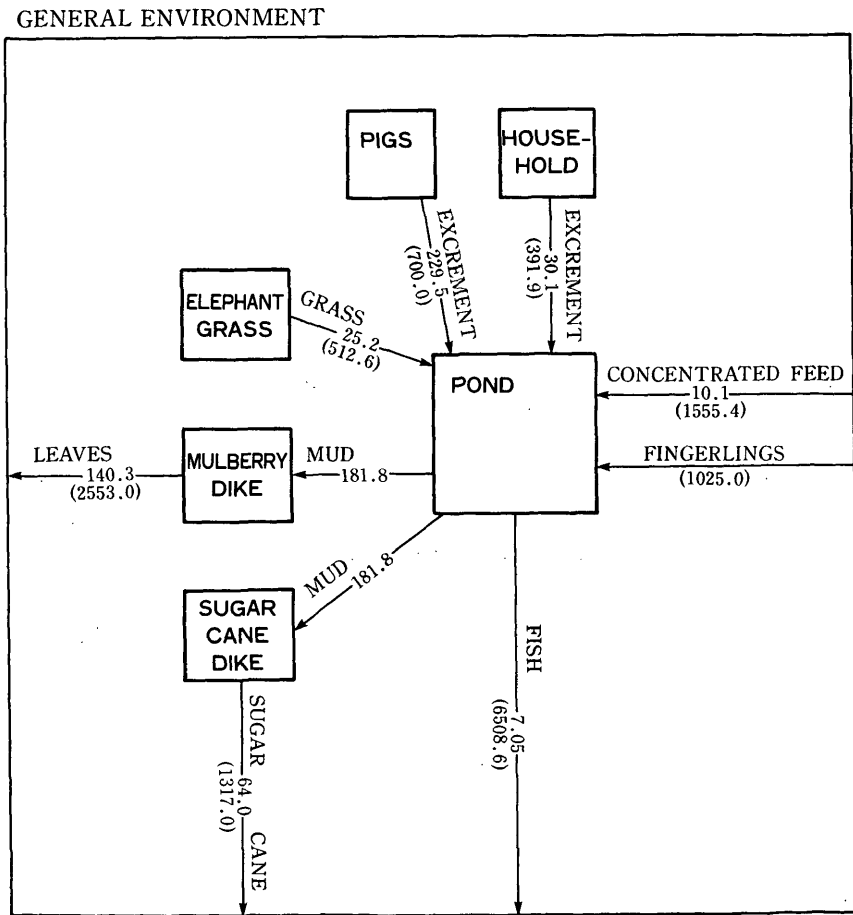 GENERAL ENVIRONMENT
PIGS
HOUSE-
HOLD
EXCREMENT
229.5
(700.0)
EXCREMENT
30.1
(391.9)
ELEPHANT
GRASS
GRASS
25.2
(512.6)
POND
CONCENTRATED FEED
10.1
(1555.4)
FINGERLINGS
(1025.0)
LEAVES
140.3
(2553.0)
MULBERRY
DIKE
MUD
181.8
MUD
181.8
SUGAR
CANE
DIKE
SUGAR CANE
64.0
(1317.0)
FISH
7.05
(6508.6)